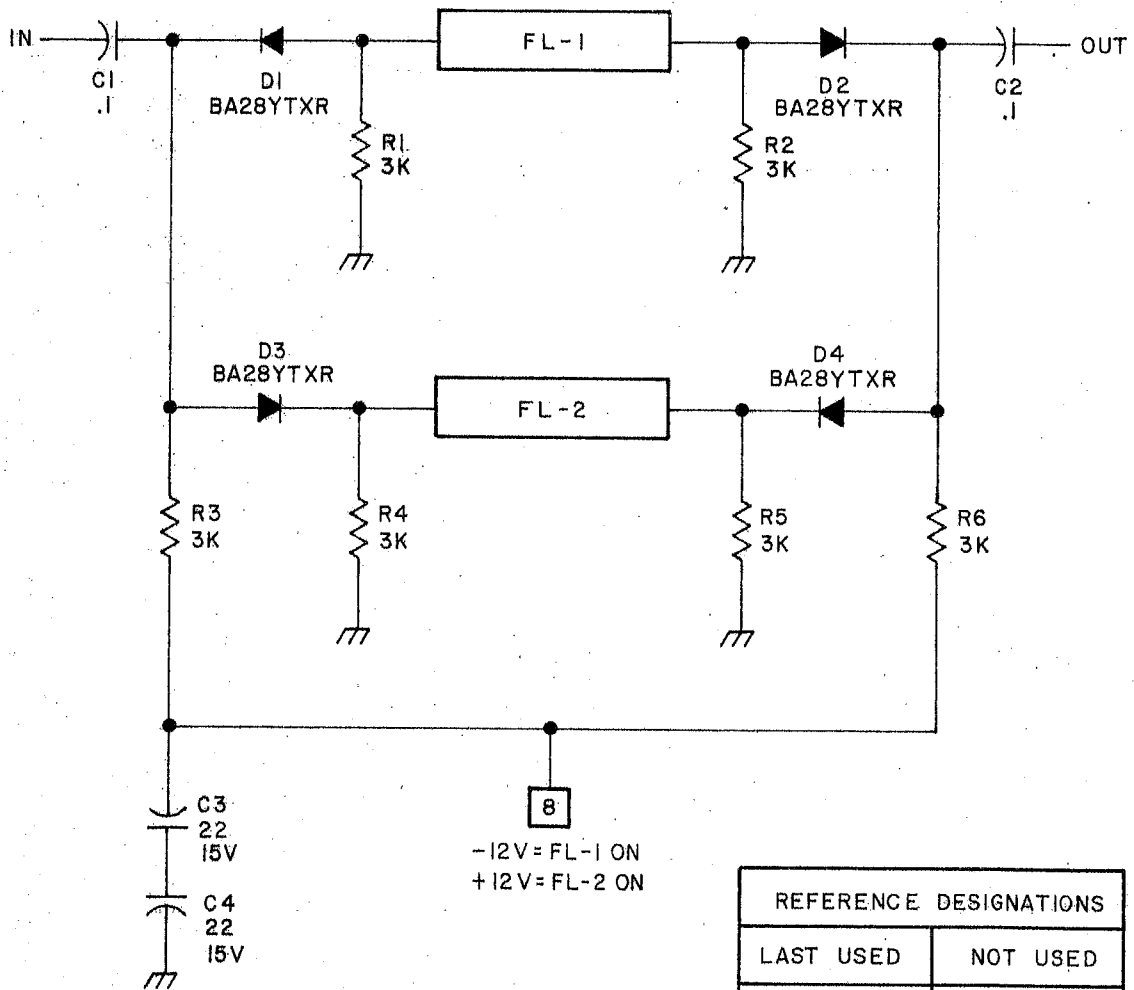 IN
C1
.1
D1
BA28YTXR
FL-1
D2
BA28YTXR
C2
.1
OUT
R1
3K
R2
3K
D3
BA28YTXR
FL-2
D4
BA28YTXR
R3
3K
R4
3K
R5
3K
R6
3K
C3
22
15V
8
-12V=FL-1 ON
+12V=FL-2 ON
C4
22
15V
REFERENCE DESIGNATIONS
LAST USED
NOT USED